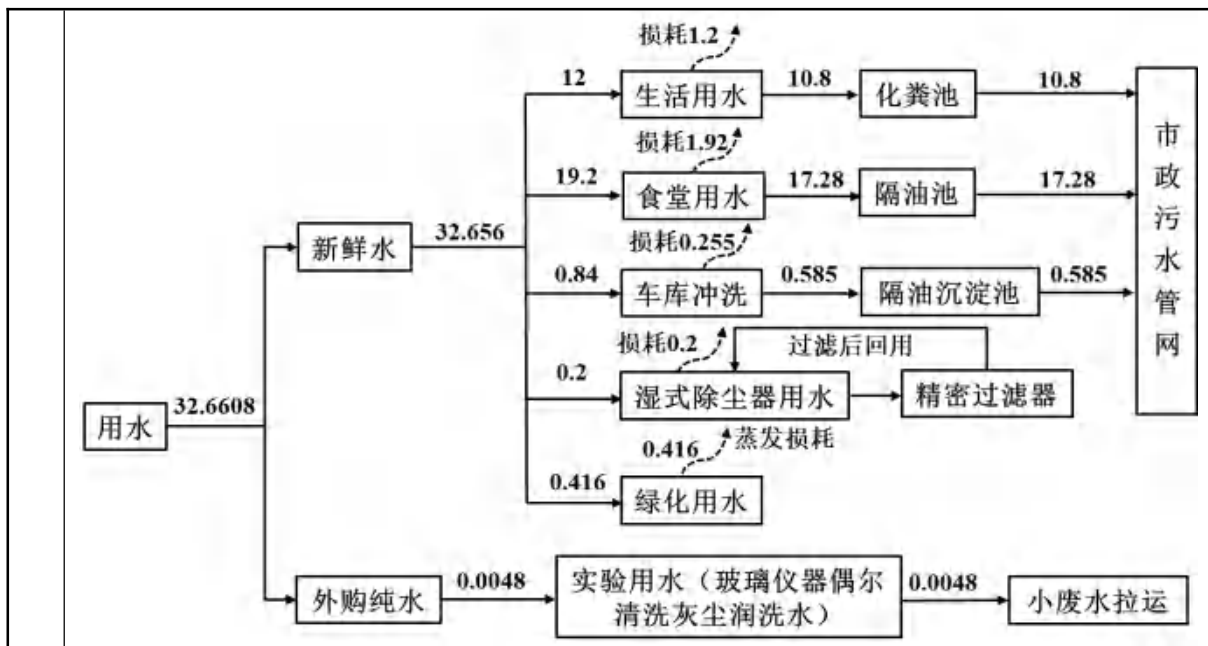 损耗1.2
12
生活用水
10.8
化粪池
10.8
损耗1.92
19.2
食堂用水
17.28
隔油池
17.28
新鲜水
32.656
损耗0.255
0.84
车库冲洗
0.585
隔油沉淀池
0.585
市政污水管网
损耗0.2
过滤后回用
0.2
湿式除尘器用水
精密过滤器
用水
32.6608
0.416
蒸发损耗
0.416
绿化用水
外购纯水
0.0048
实验用水（玻璃仪器偶尔
清洗灰尘润洗水）
0.0048
小废水拉运